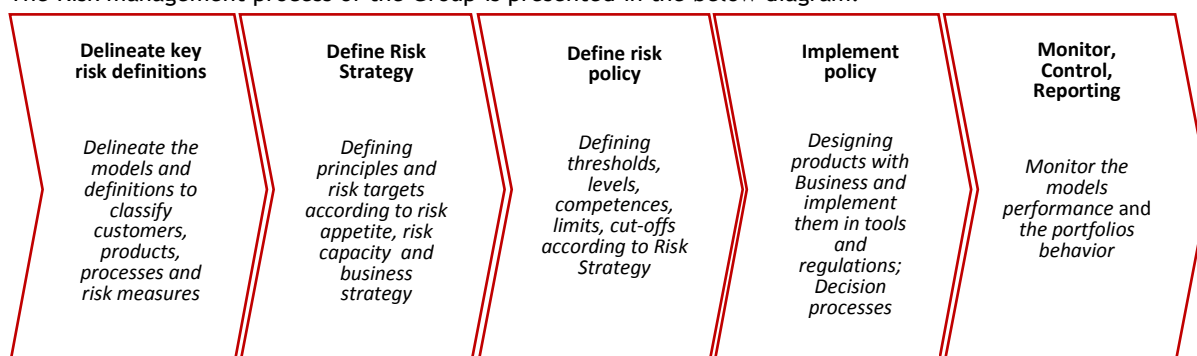 The Risk management process of the Group is presented in the below diagram:
Delineate key
risk definitions
Delineate the
models and
definitions to
classify
customers,
products,
processes and
risk measures
Define Risk
Strategy
Defining
principles and
risk targets
according to risk
appetite, risk
capacity and
business
strategy
Define risk
policy
Defining
thresholds,
levels,
competences,
limits, cut-offs
according to Risk
Strategy
Implement
policy
Designing
products with
Business and
implement
them in tools
and
regulations;
Decision
processes
Monitor,
Control,
Reporting
Monitor the
models
performance and
the portfolios
behavior